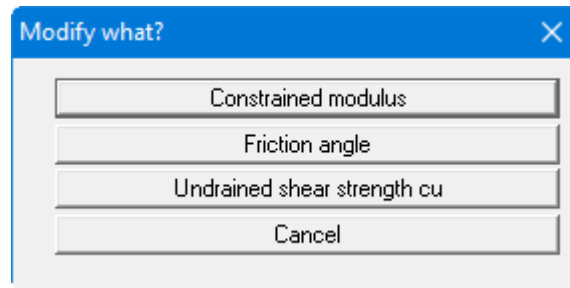 Modify what?
Constrained modulus
Friction angle
Undrained shear strength cu
Cancel